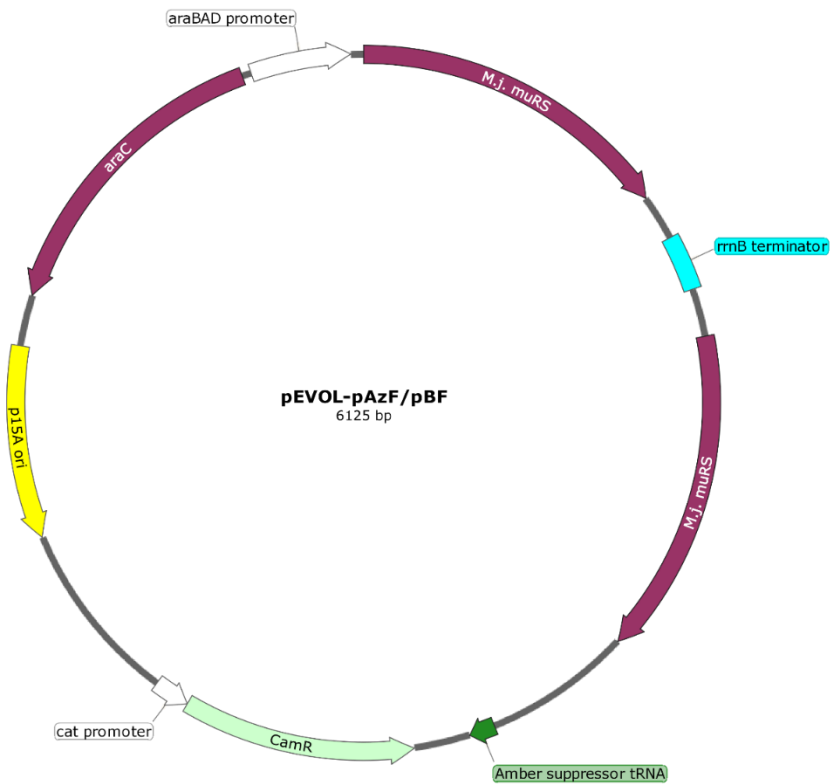 araBAD promoter
M.j. muRS
araC
rrnB terminator
pEVOL-pAzF/pBF
6125 bp
p15A ori
M.j. muRS
cat promoter
CamR
Amber suppressor tRNA